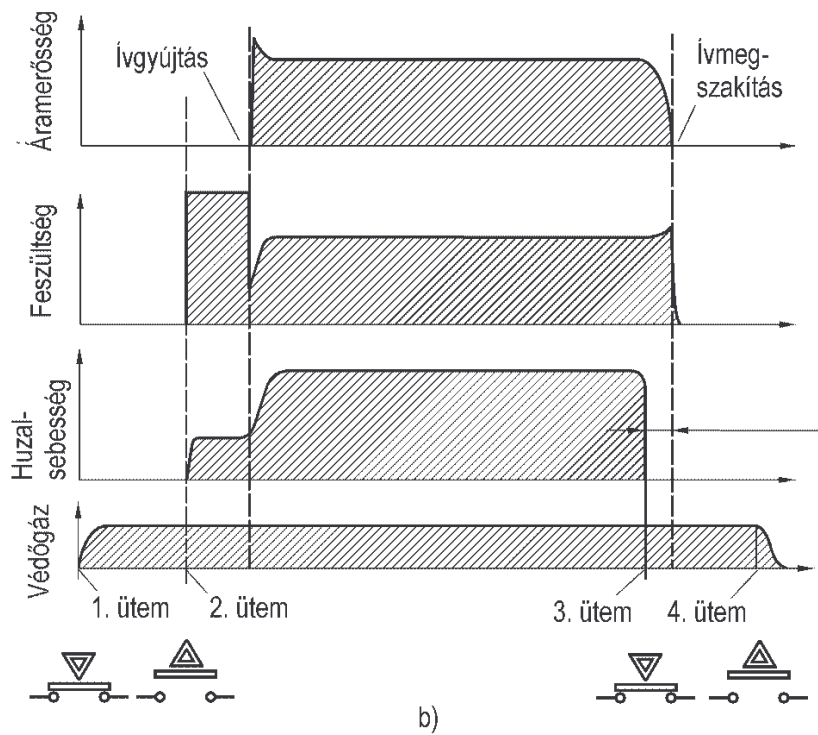 Áramerősség
Ívgyújtás
Ívmeg-
szakítás
Feszültség
Huzal-
sebesség
Védőgáz
1. ütem
2. ütem
3. ütem
4. ütem
b)